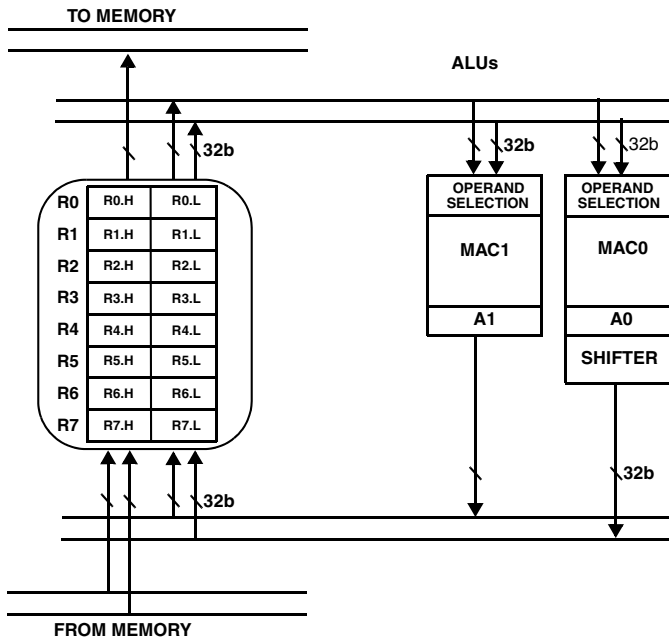 TO MEMORY
ALUs
32b 32b 32b
R0 R0.H R0.L
R1 R1.H R1.L
R2 R2.H R2.L
R3 R3.H R3.L
R4 R4.H R4.L
R5 R5.H R5.L
R6 R6.H R6.L
R7 R7.H R7.L
OPERAND
SELECTION
MAC1
A1
OPERAND
SELECTION
MAC0
A0
SHIFTER
32b
32b
FROM MEMORY